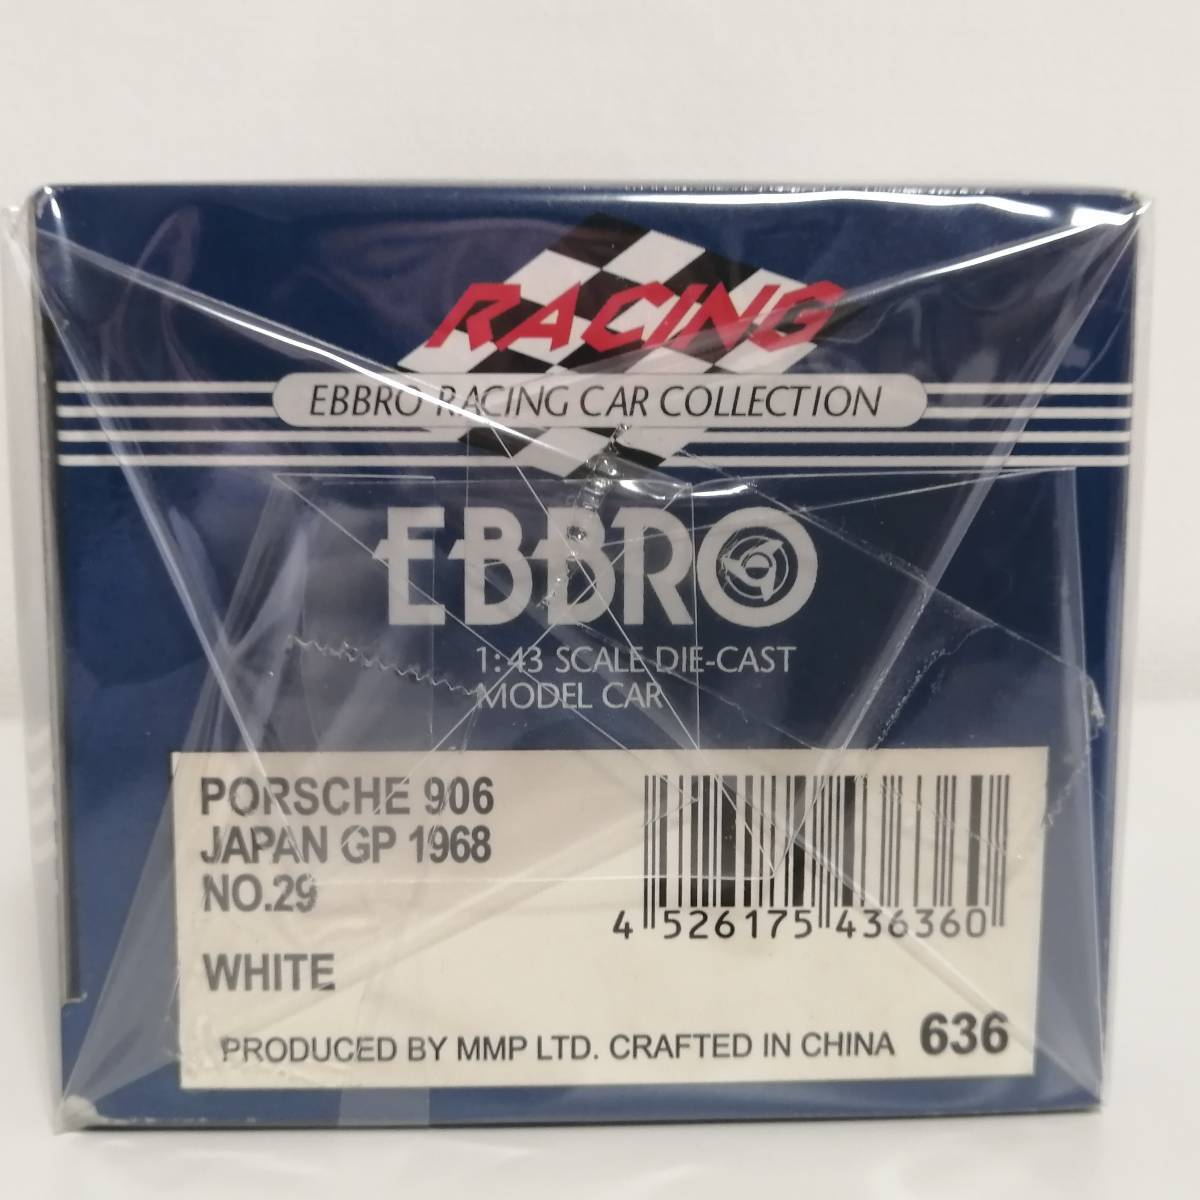 RACING
EBBRO RACING CAR COLLECTION
EBBRO
1:43 SCALE DIE-CAST
MODEL CAR
PORSCHE 906
JAPAN GP 1968
NO.29
WHITE
4 526175 436360
PRODUCED BY MMP LTD. CRAFTED IN CHINA 636